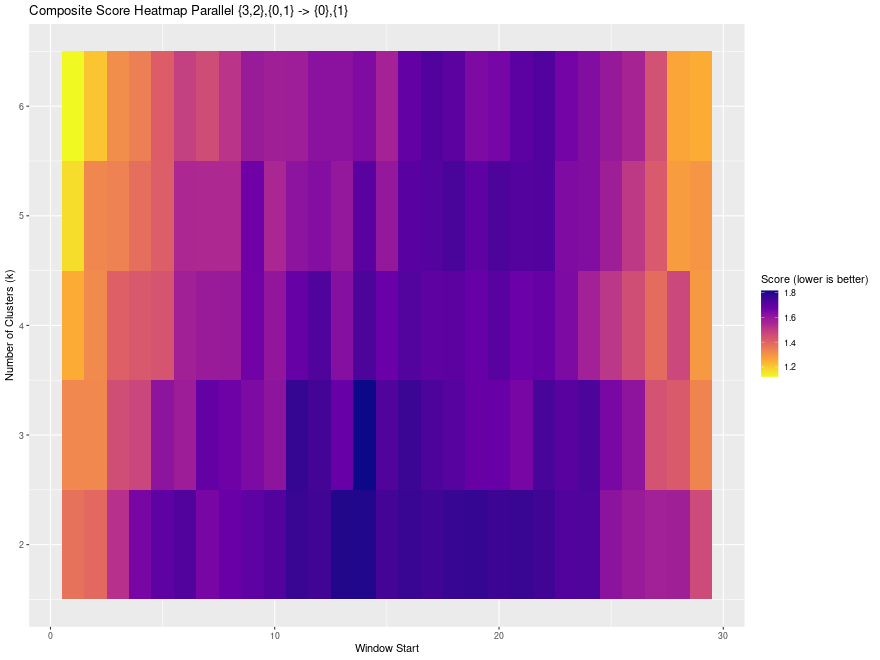 Composite Score Heatmap Parallel {3,2},{0,1} -> {0},{1}
Number of Clusters (k)
6
5
4
3
2
0 10 20 30
Window Start
Score (lower is better)
1.8
1.6
1.4
1.2